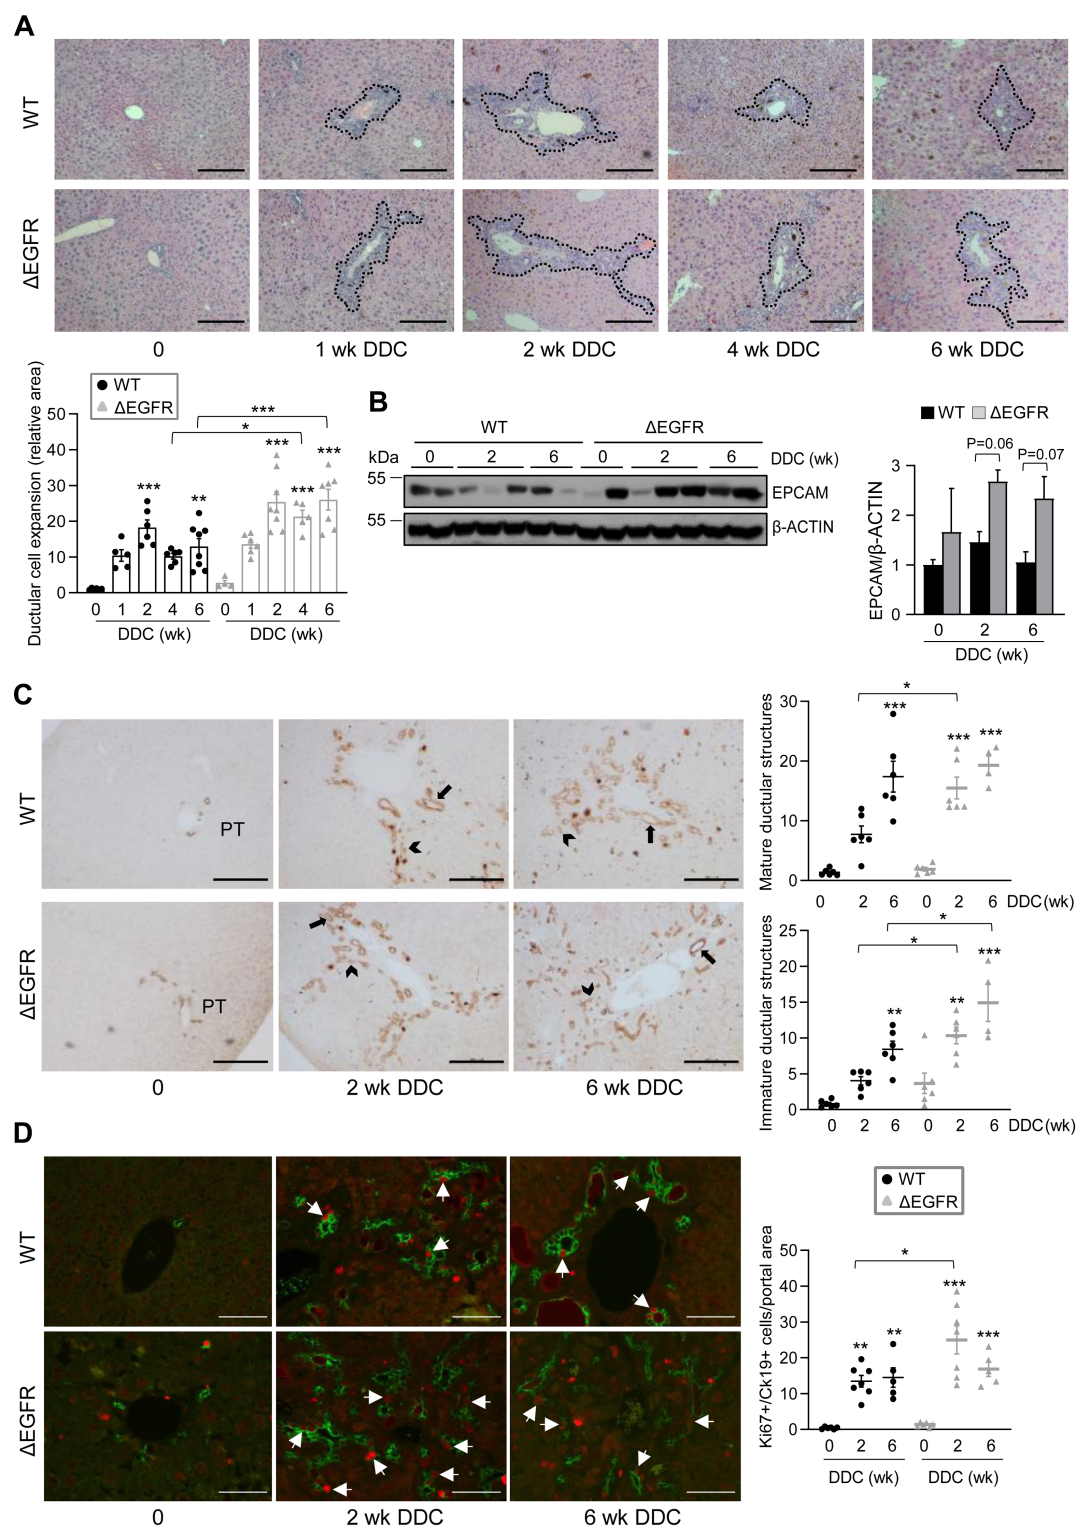 A
WT
ΔEGFR
0
1 wk DDC
2 wk DDC
4 wk DDC
6 wk DDC
Ductular cell expansion (relative area)
WT
ΔEGFR
50
40
30
20
10
0
***
**
***
***
***
*
***
0 1 2 4 6 0 1 2 4 6
DDC (wk) DDC (wk)
B
WT ΔEGFR
kDa 0 2 6 0 2 6 DDC (wk)
55 EPCAM
55 β-ACTIN
WT ΔEGFR
EPCAM/β-ACTIN
3
2
1
0
P=0.06
P=0.07
0 2 6
DDC (wk)
C
WT
PT
ΔEGFR
PT
0
2 wk DDC
6 wk DDC
Mature ductular structures
30
20
10
0
*
***
***
***
0 2 6 0 2 6 DDC (wk)
Immature ductular structures
25
20
15
10
5
0
*
*
**
**
***
0 2 6 0 2 6 DDC (wk)
D
WT
ΔEGFR
0
2 wk DDC
6 wk DDC
WT
ΔEGFR
Ki67+/Ck19+ cells/portal area
50
40
30
20
10
0
*
**
**
***
***
0 2 6 0 2 6
DDC (wk) DDC (wk)